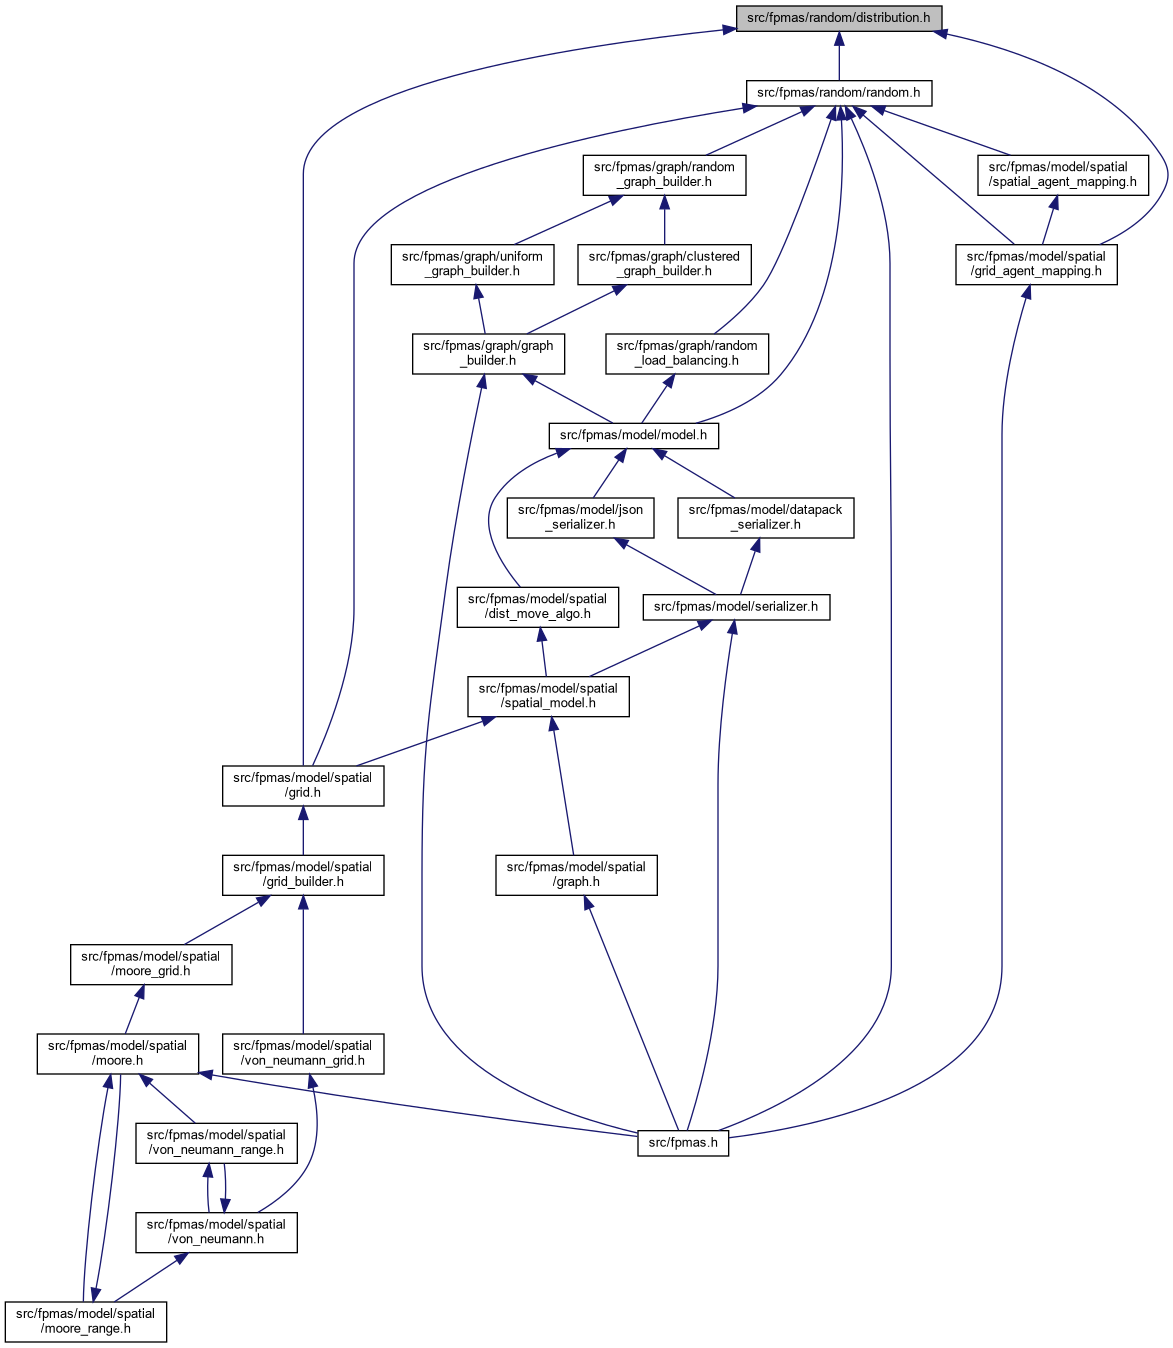 src/fpmas/random/distribution.h
src/fpmas/random/random.h
src/fpmas/graph/random
_graph_builder.h
src/fpmas/model/spatial
/spatial_agent_mapping.h
src/fpmas/graph/uniform
_graph_builder.h
src/fpmas/graph/clustered
_graph_builder.h
src/fpmas/model/spatial
/grid_agent_mapping.h
src/fpmas/graph/graph
_builder.h
src/fpmas/graph/random
_load_balancing.h
src/fpmas/model/model.h
src/fpmas/model/json
_serializer.h
src/fpmas/model/datapack
_serializer.h
src/fpmas/model/spatial
/dist_move_algo.h
src/fpmas/model/serializer.h
src/fpmas/model/spatial
/spatial_model.h
src/fpmas/model/spatial
/grid.h
src/fpmas/model/spatial
/grid_builder.h
src/fpmas/model/spatial
/graph.h
src/fpmas/model/spatial
/moore_grid.h
src/fpmas/model/spatial
/moore.h
src/fpmas/model/spatial
/von_neumann_grid.h
src/fpmas/model/spatial
/von_neumann_range.h
src/fpmas.h
src/fpmas/model/spatial
/von_neumann.h
src/fpmas/model/spatial
/moore_range.h